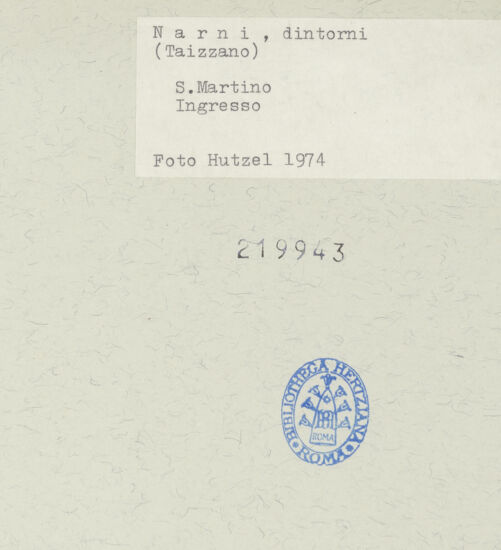 N a r n i , dintorni
(Taizzano)
S.Martino
Ingresso
Foto Hutzel 1974
219943
BIBLIOTHECA HERTZIANA
ROMA
ROMA